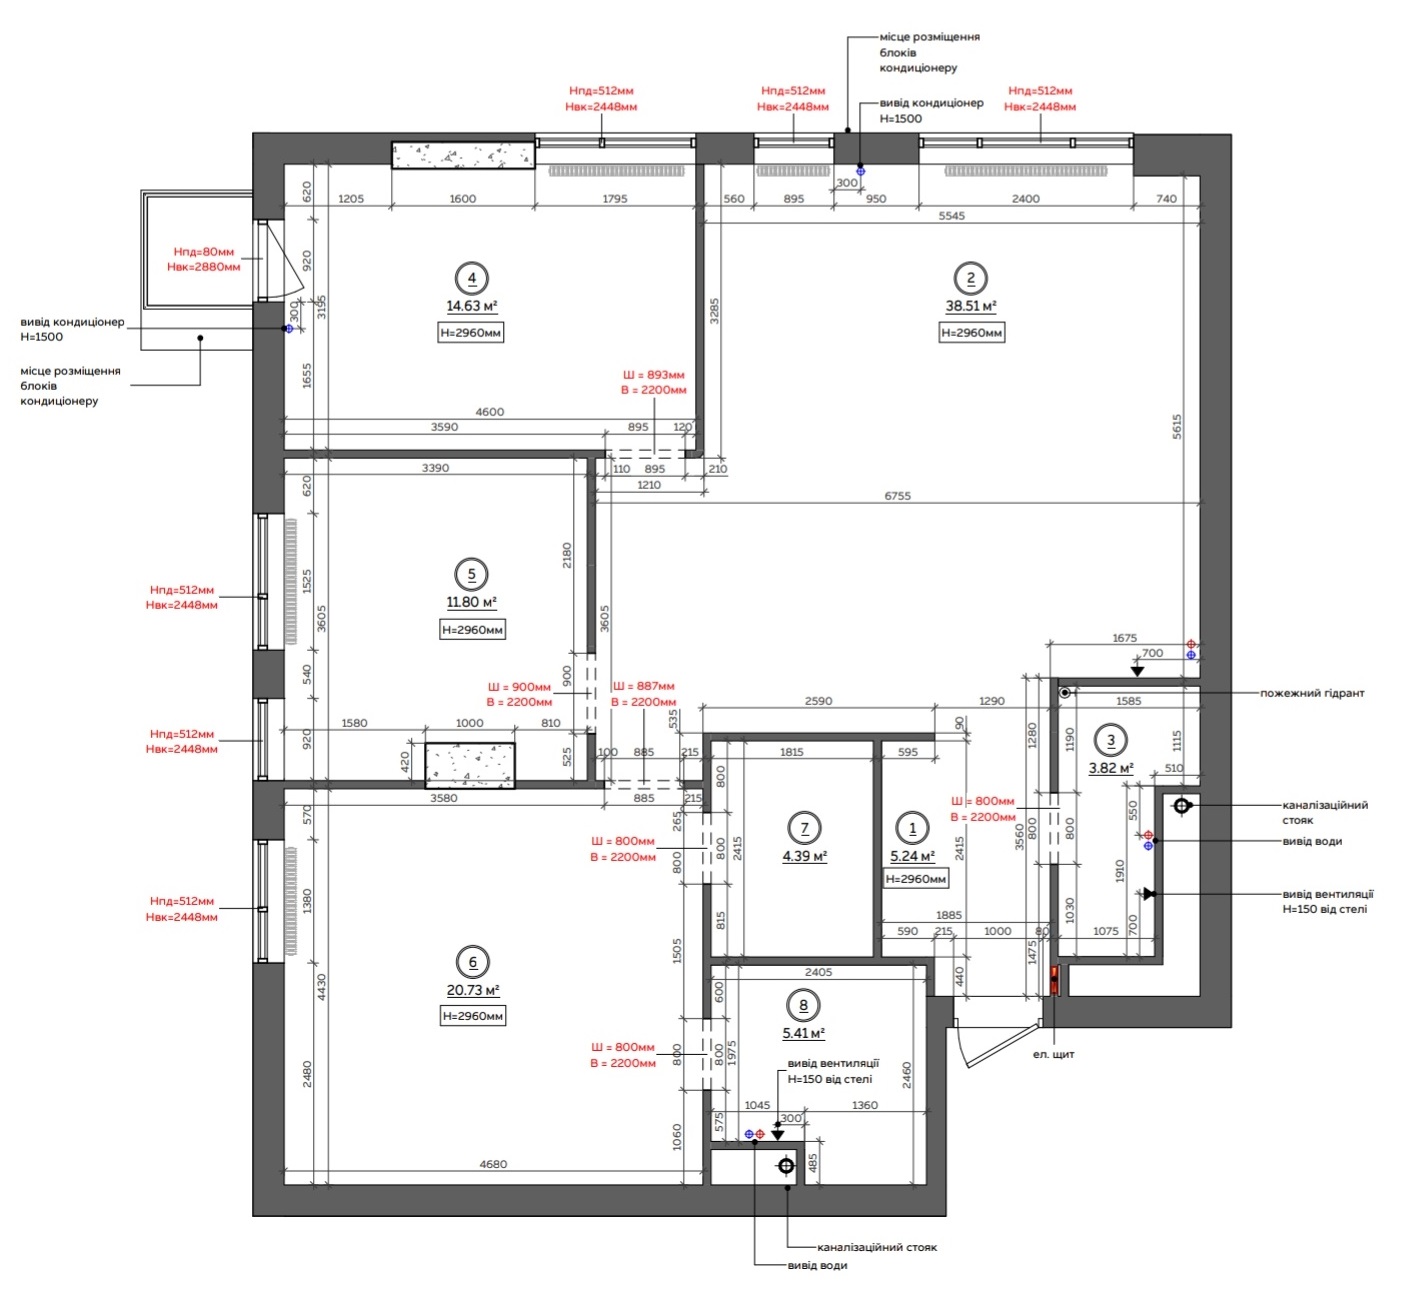 місце розміщення
блоків
кондиціонеру
Нпд=512мм
Нвк=2448мм
Нпд=512мм
Нвк=2448мм
Нпд=512мм
Нвк=2448мм
вивід кондиціонер
Н=1500
620
1205
1600
1795
560
895
300
950
2400
740
5545
Нпд=80мм
Нвк=2880мм
920
3195
300
4
14.63 м²
Н=2960мм
3285
2
38.51 м²
Н=2960мм
вивід кондиціонер
Н=1500
місце розміщення
блоків
кондиціонеру
1655
Ш = 893мм
В = 2200мм
4600
3590
895
120
5615
3390
110
895
210
1210
6755
620
2180
1525
3605
5
11.80 м²
Н=2960мм
3605
Нпд=512мм
Нвк=2448мм
540
900
Ш = 900мм
В = 2200мм
Ш = 887мм
В = 2200мм
1675
700
пожежний гідрант
2590
1290
1585
Нпд=512мм
Нвк=2448мм
920
1580
1000
810
420
525
535
100
885
215
1815
595
90
1280
1190
3
3.82 м²
1115
510
3580
885
215
570
265
800
Ш = 800мм
В = 2200мм
550
каналізаційний
стояк
Ш = 800мм
В = 2200мм
800
800
2415
7
4.39 м²
1
5.24 м²
Н=2960мм
2415
3560
800
800
вивід води
1910
Нпд=512мм
Нвк=2448мм
1380
815
1885
1030
вивід вентиляції
Н=150 від стелі
590
215
1000
80
1475
1075
700
1505
4430
6
20.73 м²
Н=2960мм
2405
440
600
8
5.41 м²
Ш = 800мм
В = 2200мм
800
800
1975
вивід вентиляції
Н=150 від стелі
2460
ел. щит
2480
1045
1360
300
575
1060
485
4680
каналізаційний стояк
вивід води